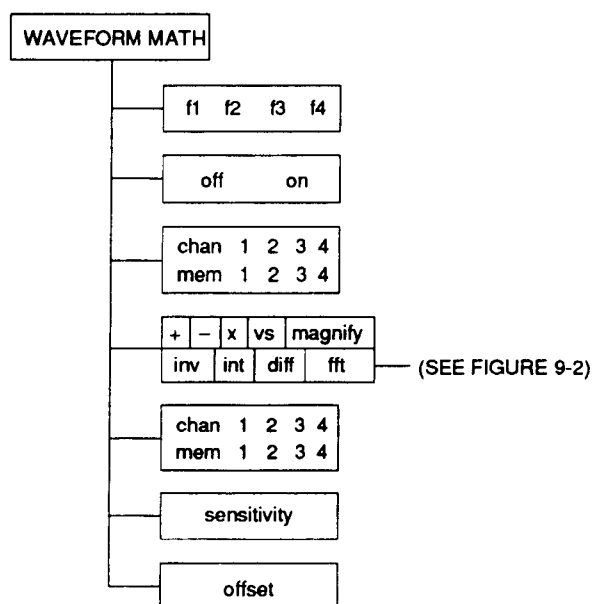 WAVEFORM MATH
f1 f2 f3 f4
off on
chan 1 2 3 4
mem 1 2 3 4
+ − x vs magnify
inv int diff fft (SEE FIGURE 9-2)
chan 1 2 3 4
mem 1 2 3 4
sensitivity
offset